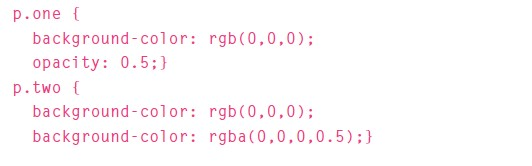 p.one {
  background-color: rgb(0,0,0);
  opacity: 0.5;}
p.two {
  background-color: rgb(0,0,0);
  background-color: rgba(0,0,0,0.5);}